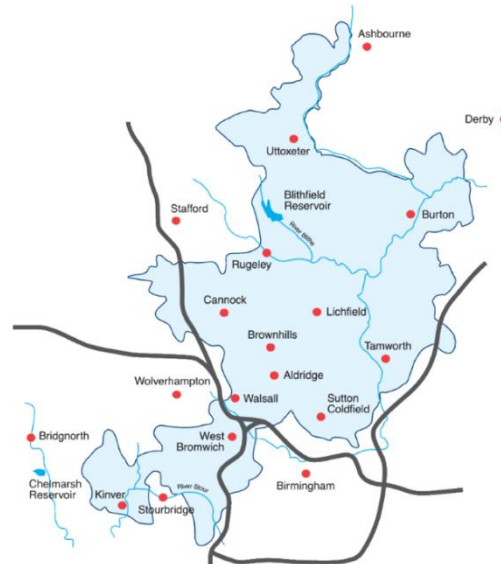 Ashbourne
Derby
Uttoxeter
Blithfield
Reservoir
Stafford
Burton
River Blithe
Rugeley
Cannock
Lichfield
Brownhills
Tamworth
Aldridge
Wolverhampton
Walsall
Sutton
Coldfield
West
Bromwich
Bridgnorth
Chelmarsh
Reservoir
Birmingham
River Stour
Kinver
Stourbridge